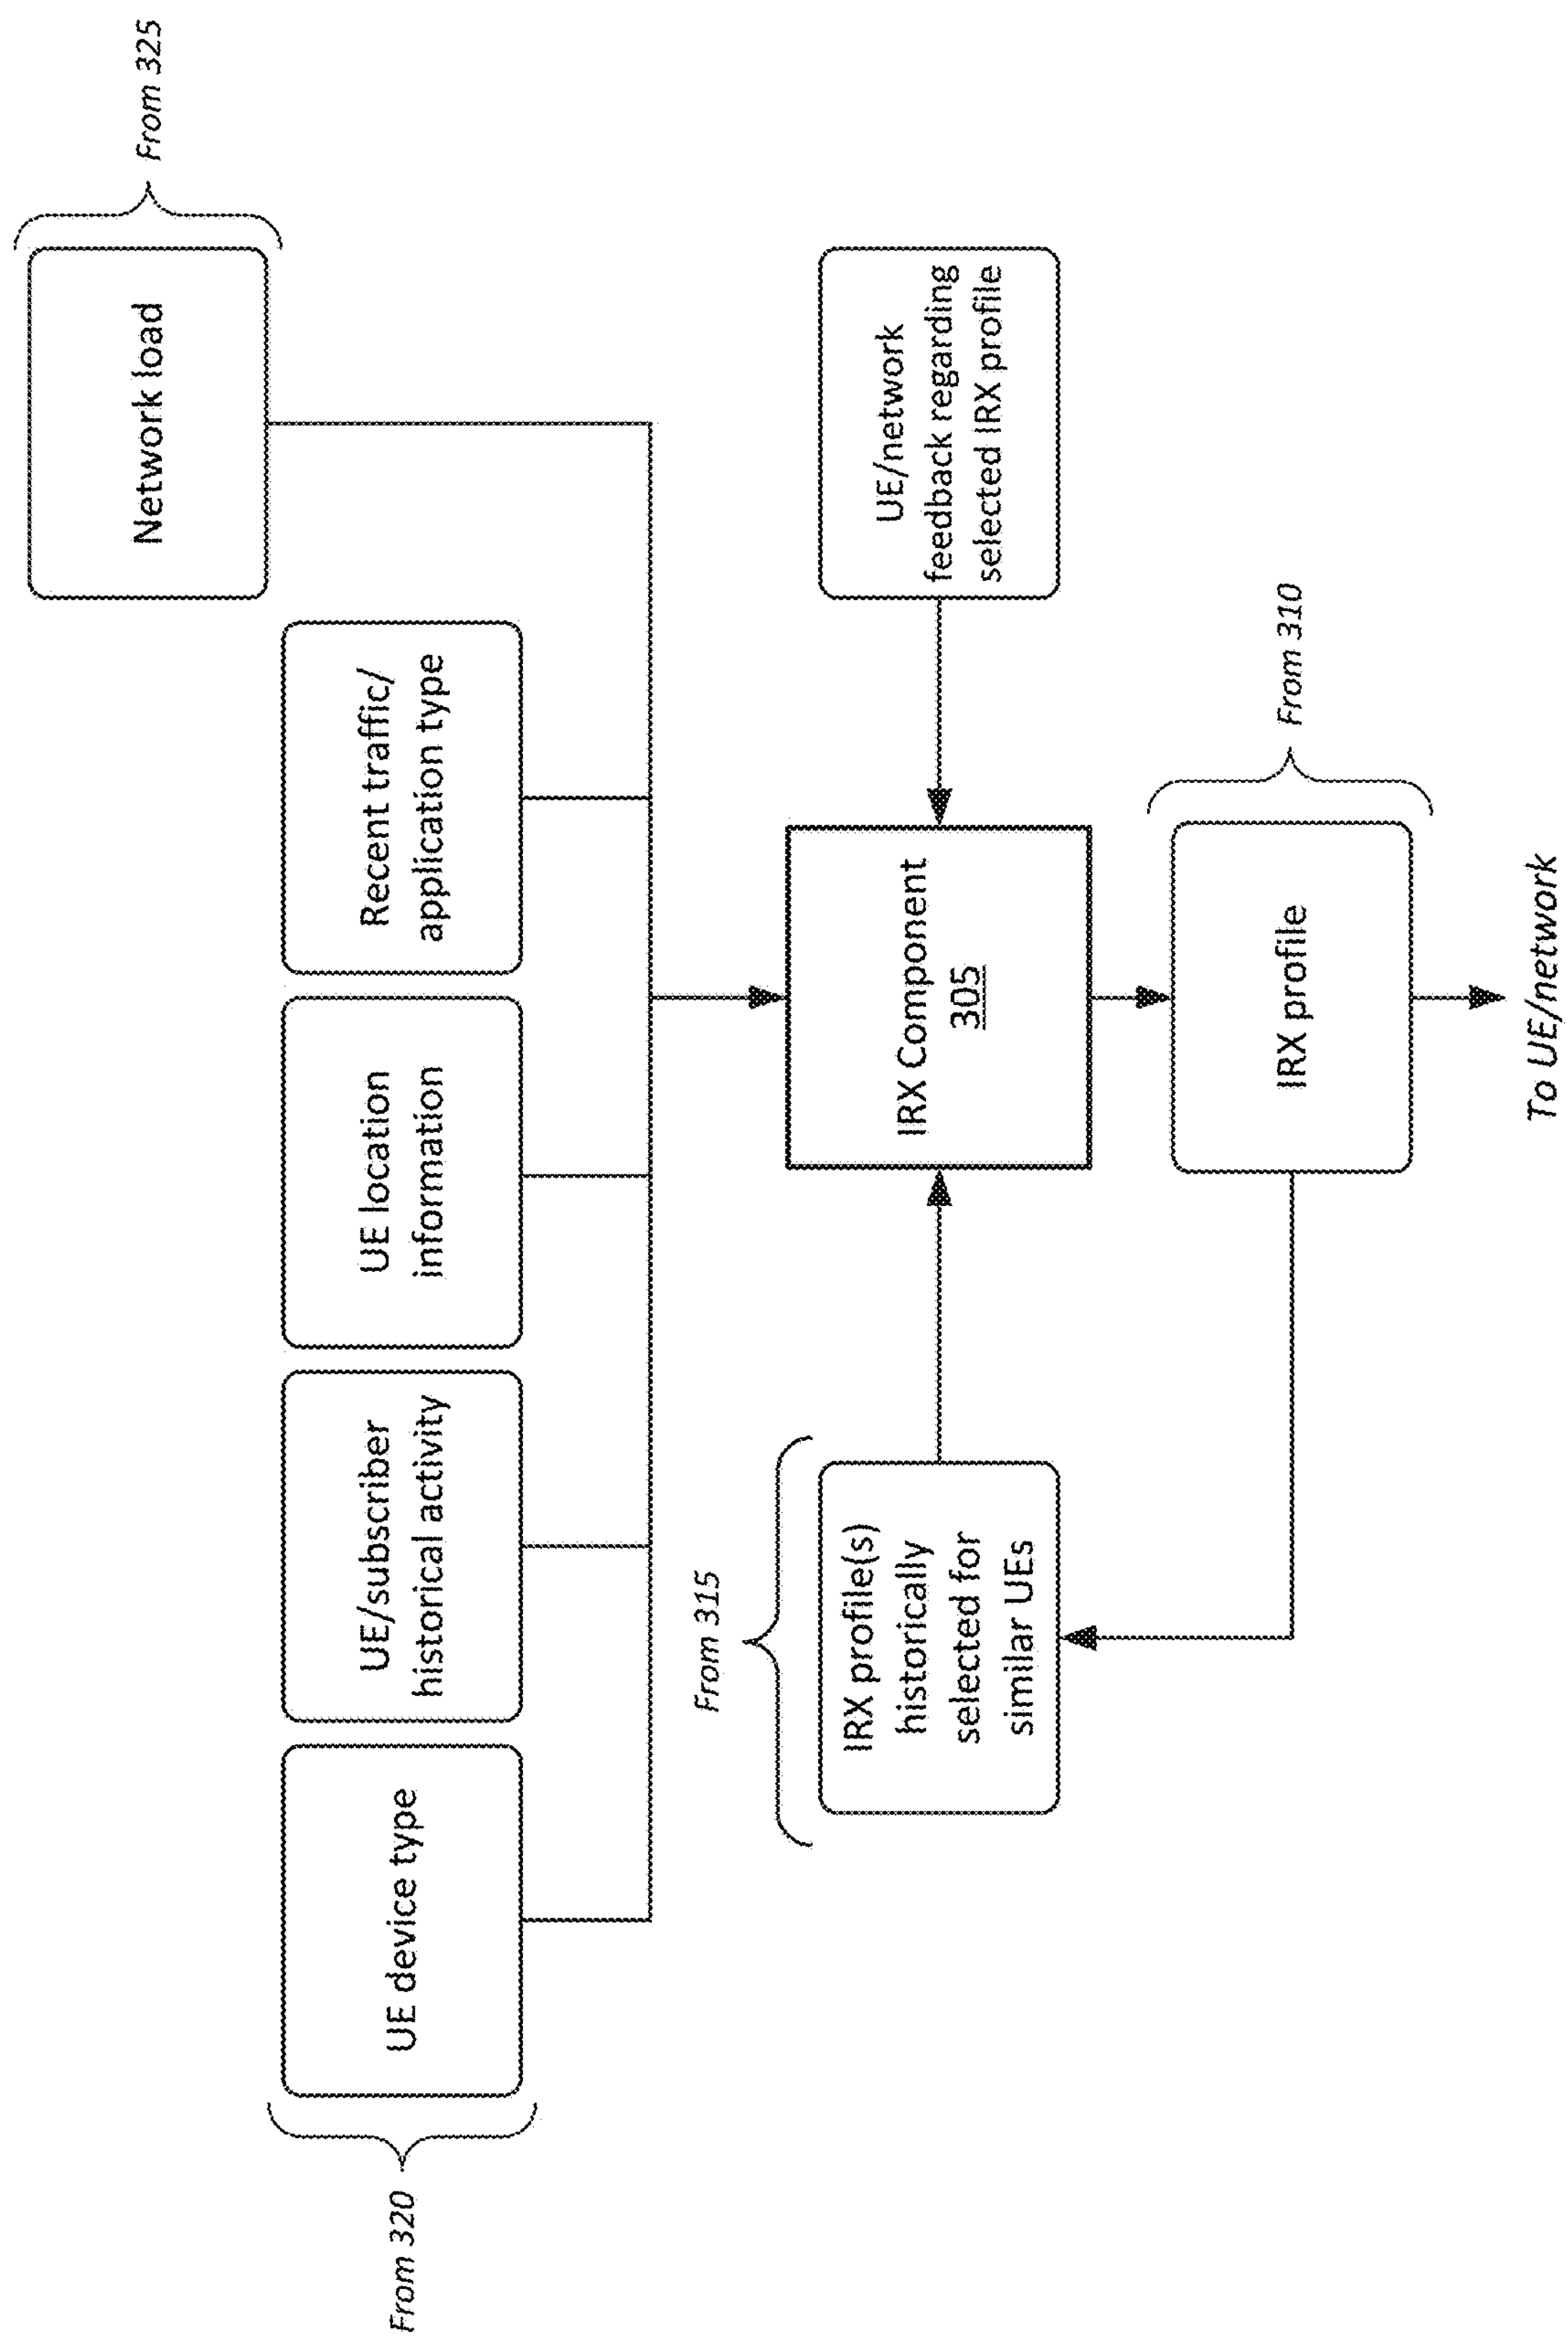 Network load
From 325
From 320
UE device type
UE/subscriber
historical activity
UE location
information
Recent traffic/
application type
From 315
IRX profile(s)
historically
selected for
similar UEs
IRX Component
305
UE/network
feedback regarding
selected IRX profile
IRX profile
From 310
To UE/network